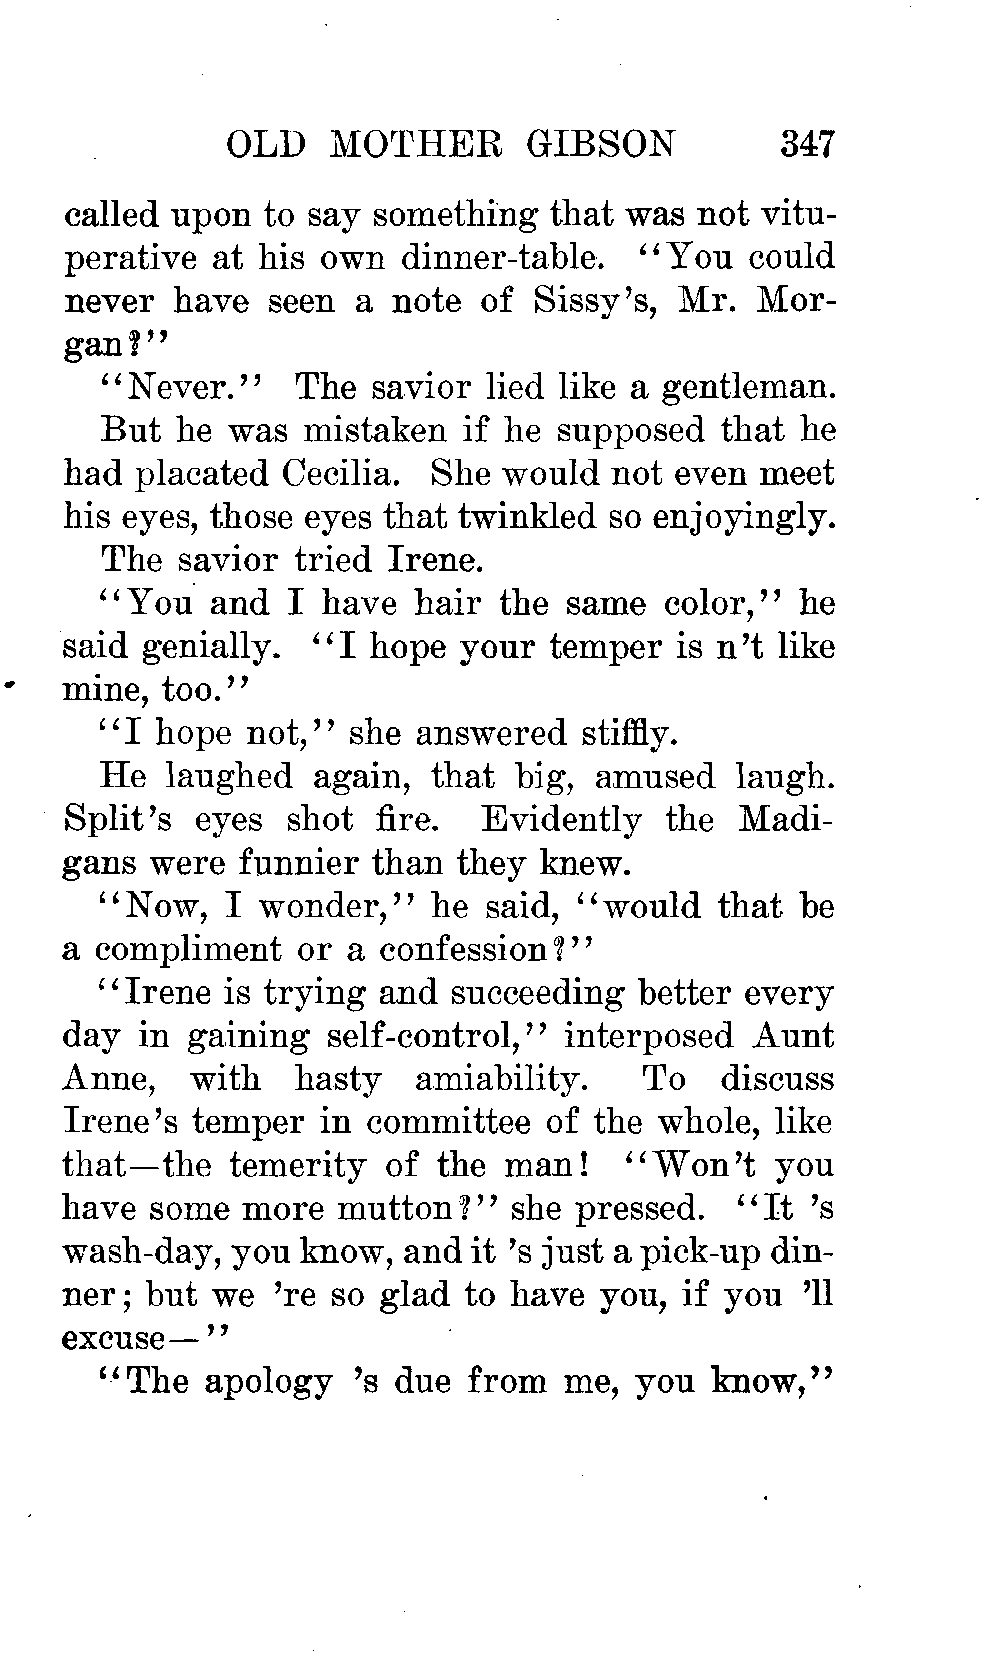 OLD MOTHER GIBSON 347
called upon to say something that was not vitu-
perative at his own dinner-table. "You could
never have seen a note of Sissy's, Mr. Mor-
gan?"
"Never." The savior lied like a gentleman.
But he was mistaken if he supposed that he
had placated Cecilia. She would not even meet
his eyes, those eyes that twinkled so enjoyingly.
The savior tried Irene.
"You and I have hair the same color," he
said genially. "I hope your temper is n't like
mine, too."
"I hope not," she answered stiffly.
He laughed again, that big, amused laugh.
Split's eyes shot fire. Evidently the Madi-
gans were funnier than they knew.
"Now, I wonder," he said, "would that be
a compliment or a confession?"
"Irene is trying and succeeding better every
day in gaining self-control," interposed Aunt
Anne, with hasty amiability. To discuss
Irene's temper in committee of the whole, like
that—the temerity of the man! "Won't you
have some more mutton?" she pressed. "It 's
wash-day, you know, and it 's just a pick-up din-
ner; but we 're so glad to have you, if you 'll
excuse—"
"The apology 's due from me, you know,"